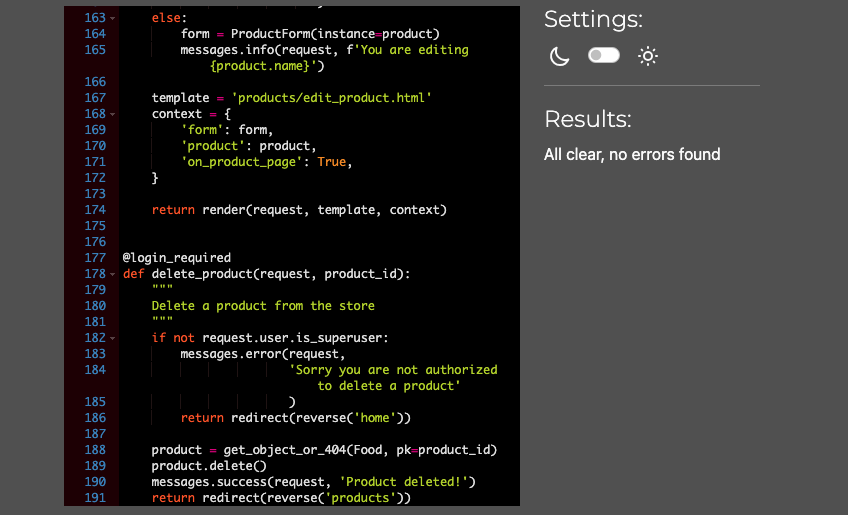 163 else:
164 form = ProductForm(instance=product)
165 messages.info(request, f'You are editing
{product.name}')
166
167 template = 'products/edit_product.html'
168 context = {
169 'form': form,
170 'product': product,
171 'on_product_page': True,
172 }
173
174 return render(request, template, context)
175
176
177 @login_required
178 def delete_product(request, product_id):
179 """
180 Delete a product from the store
181 """
182 if not request.user.is_superuser:
183 messages.error(request,
184 'Sorry you are not authorized
to delete a product'
185 )
186 return redirect(reverse('home'))
187
188 product = get_object_or_404(Food, pk=product_id)
189 product.delete()
190 messages.success(request, 'Product deleted!')
191 return redirect(reverse('products'))
Settings:
Results:
All clear, no errors found